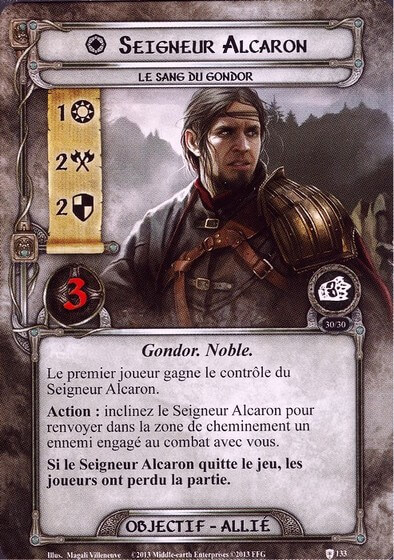 SEIGNEUR ALCARON
LE SANG DU GONDOR
1
2
2
3
30/30
Gondor. Noble.
Le premier joueur gagne le contrôle du
Seigneur Alcaron.
Action : inclinez le Seigneur Alcaron pour
renvoyer dans la zone de cheminement un
ennemi engagé au combat avec vous.
Si le Seigneur Alcaron quitte le jeu, les
joueurs ont perdu la partie.
OBJECTIF - ALLIÉ
Illus. Magali Villeneuve ©2013 Middle-earth Enterprises ©2013 FFG 133